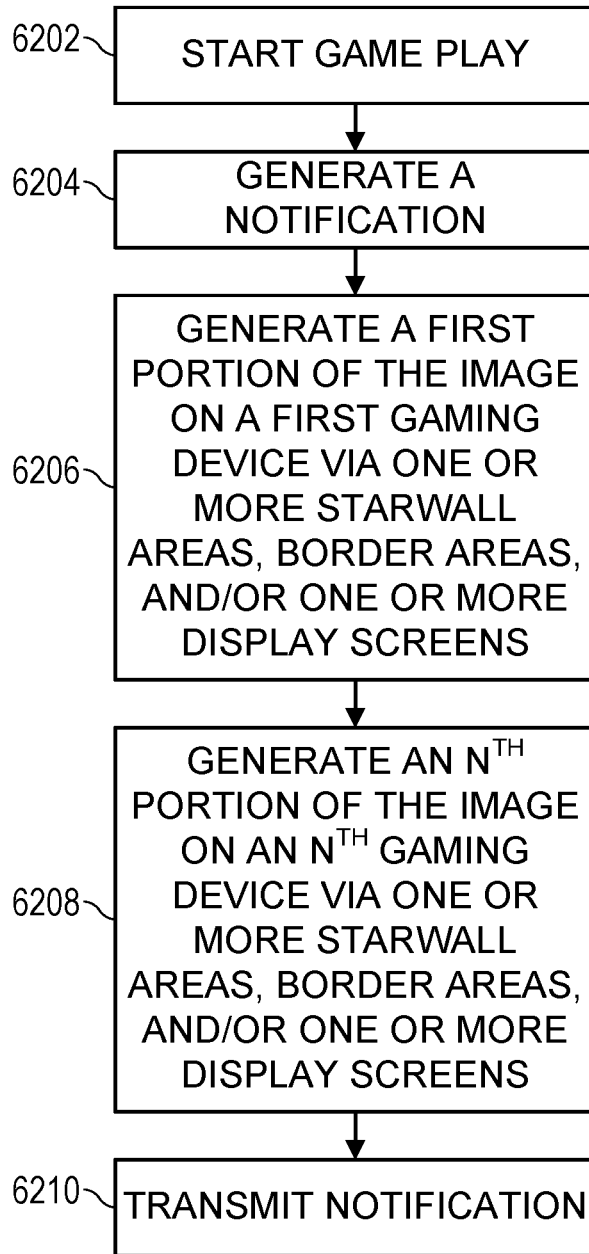 6202
START GAME PLAY
6204
GENERATE A
NOTIFICATION
6206
GENERATE A FIRST
PORTION OF THE IMAGE
ON A FIRST GAMING
DEVICE VIA ONE OR
MORE STARWALL
AREAS, BORDER AREAS,
AND/OR ONE OR MORE
DISPLAY SCREENS
6208
GENERATE AN NTH
PORTION OF THE IMAGE
ON AN NTH GAMING
DEVICE VIA ONE OR
MORE STARWALL
AREAS, BORDER AREAS,
AND/OR ONE OR MORE
DISPLAY SCREENS
6210
TRANSMIT NOTIFICATION